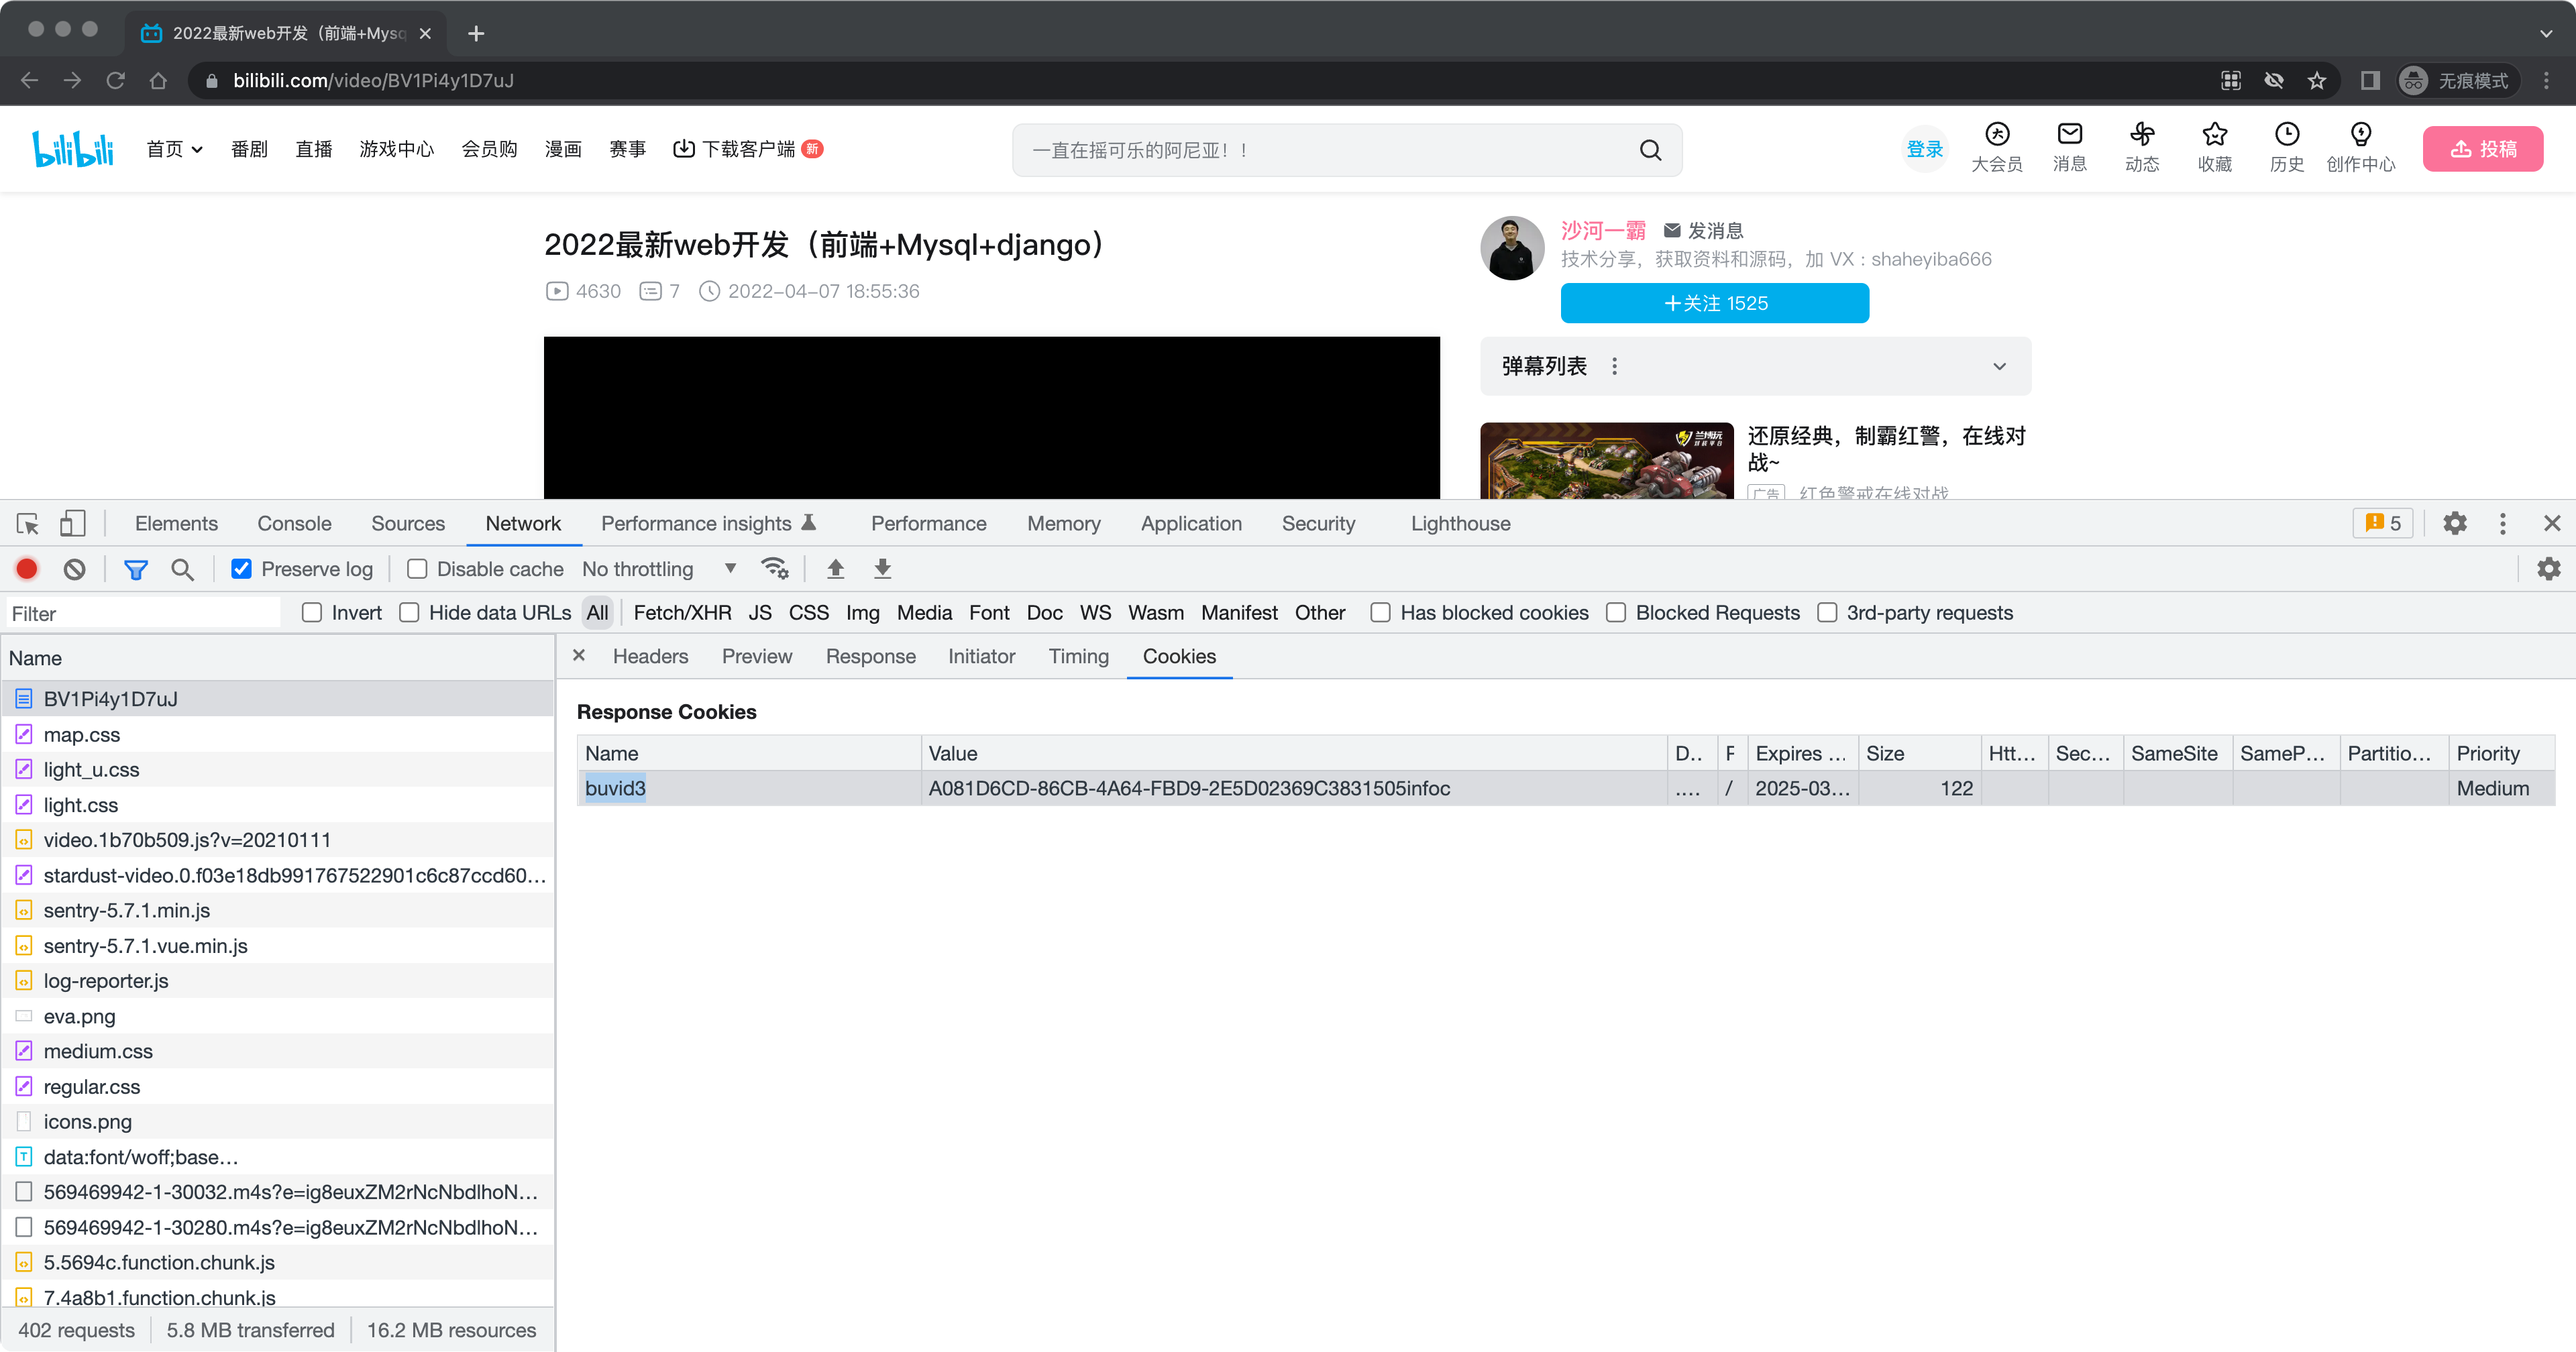 2022最新web开发（前端+Mysq
bilibili.com/video/BV1Pi4y1D7uJ
无痕模式
bilibili 首页 番剧 直播 游戏中心 会员购 漫画 赛事 下载客户端 新
一直在摇可乐的阿尼亚！！
登录 大会员 消息 动态 收藏 历史 创作中心 投稿
2022最新web开发（前端+Mysql+django）
4630 7 2022-04-07 18:55:36
沙河一霸 发消息
技术分享，获取资料和源码，加 VX：shaheyiba666
+关注 1525
弹幕列表
还原经典，制霸红警，在线对
战~
广告 红色警戒在线对战
Elements Console Sources Network Performance insights Performance Memory Application Security Lighthouse 5
Preserve log Disable cache No throttling
Filter Invert Hide data URLs All Fetch/XHR JS CSS Img Media Font Doc WS Wasm Manifest Other Has blocked cookies Blocked Requests 3rd-party requests
Name
BV1Pi4y1D7uJ
map.css
light_u.css
light.css
video.1b70b509.js?v=20210111
stardust-video.0.f03e18db991767522901c6c87ccd60...
sentry-5.7.1.min.js
sentry-5.7.1.vue.min.js
log-reporter.js
eva.png
medium.css
regular.css
icons.png
data:font/woff;base...
569469942-1-30032.m4s?e=ig8euxZM2rNcNbdlhoN...
569469942-1-30280.m4s?e=ig8euxZM2rNcNbdlhoN...
5.5694c.function.chunk.js
7.4a8b1.function.chunk.js
402 requests 5.8 MB transferred 16.2 MB resources
Headers Preview Response Initiator Timing Cookies
Response Cookies
Name Value D.. P Expires ... Size Htt... Sec... SameSite SameP... Partitio... Priority
buvid3 A081D6CD-86CB-4A64-FBD9-2E5D02369C3831505infoc .... / 2025-03... 122 Medium